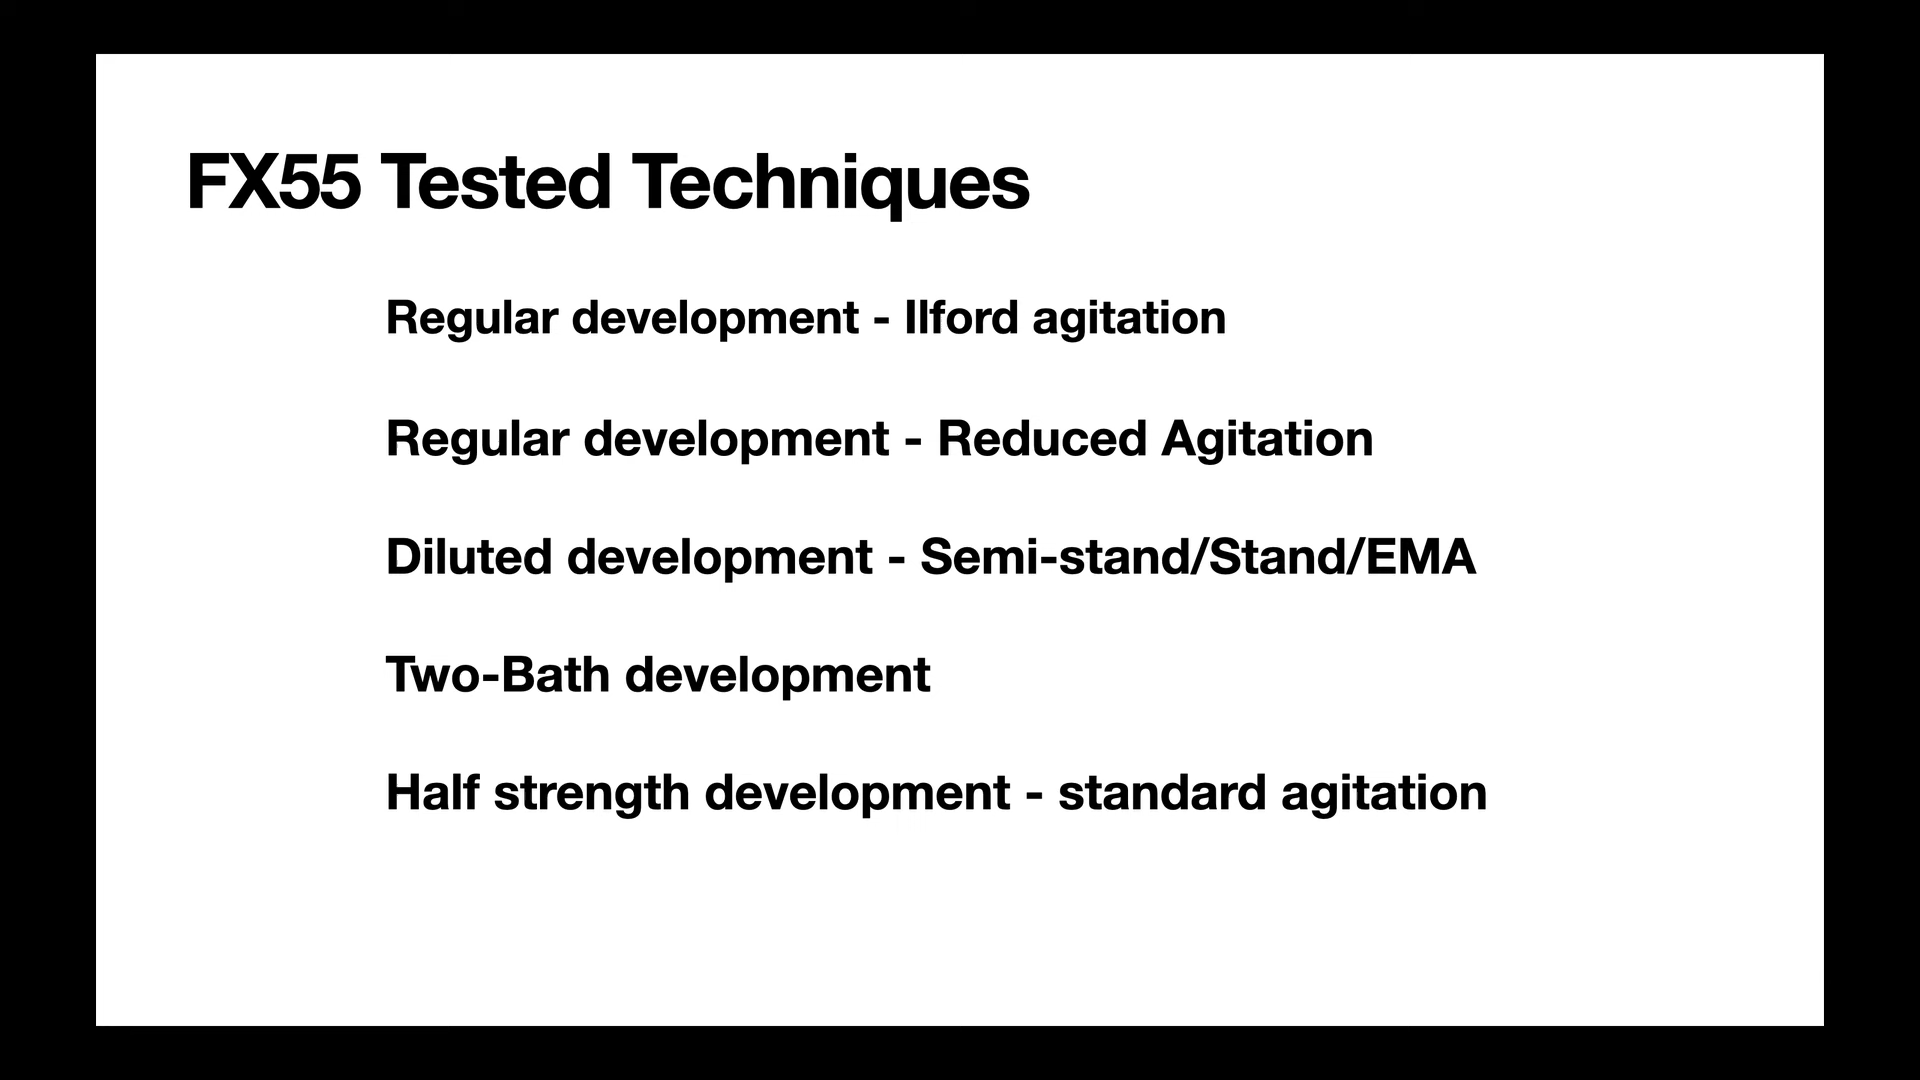 FX55 Tested Techniques
Regular development - Ilford agitation
Regular development - Reduced Agitation
Diluted development - Semi-stand/Stand/EMA
Two-Bath development
Half strength development - standard agitation